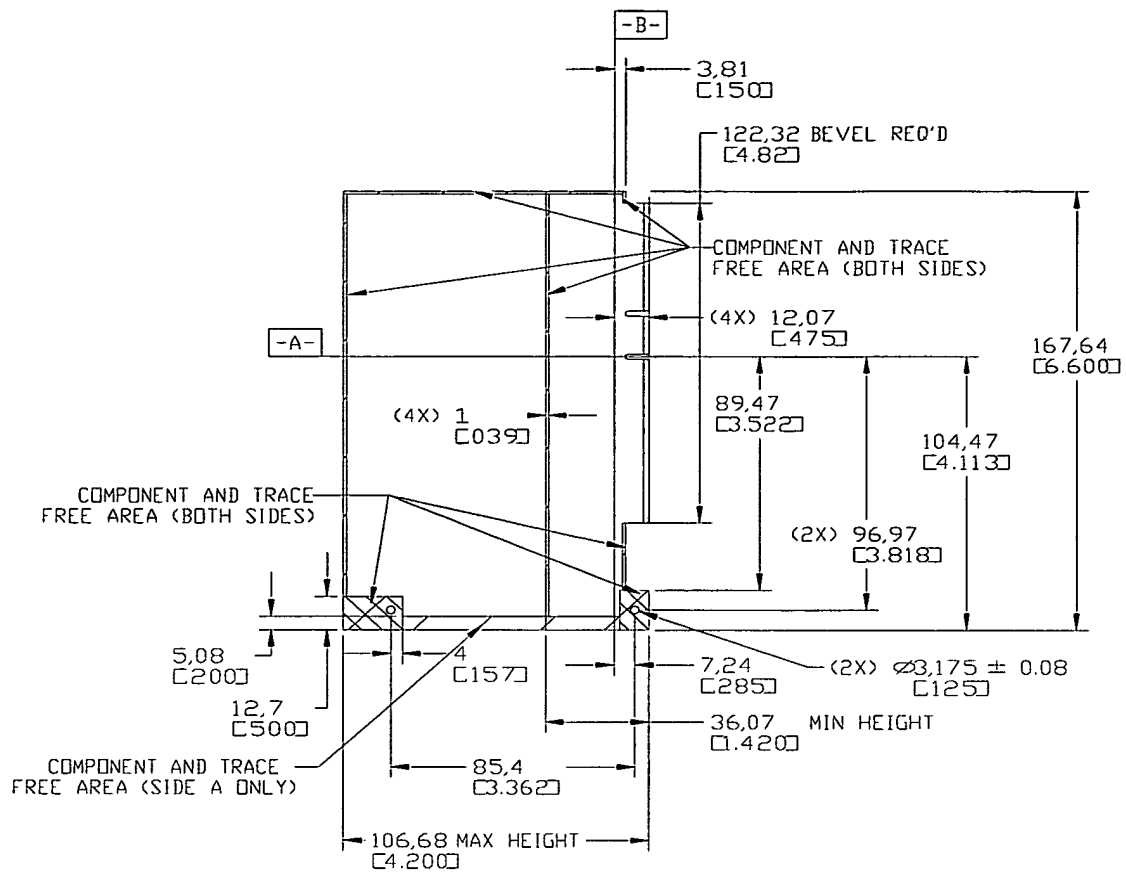 -B-
3,81
[150]
122,32 BEVEL REQ'D
[4.82]
COMPONENT AND TRACE
FREE AREA (BOTH SIDES)
(4X) 12,07
[475]
-A-
167,64
[6.600]
89,47
[3.522]
(4X) 1
[039]
104,47
[4.113]
COMPONENT AND TRACE
FREE AREA (BOTH SIDES)
(2X) 96,97
[3.818]
5,08
[200]
4
[157]
7,24
[285]
(2X) ⌀3,175 ± 0.08
[125]
12,7
[500]
36,07 MIN HEIGHT
[1.420]
COMPONENT AND TRACE
FREE AREA (SIDE A ONLY)
85,4
[3.362]
106,68 MAX HEIGHT
[4.200]